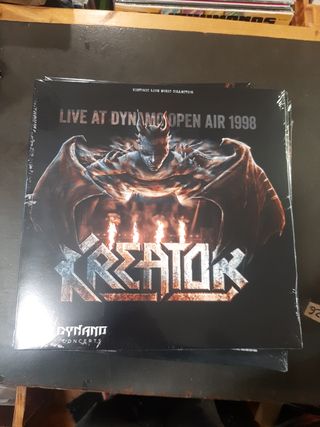 LIVE AT DYNAMO OPEN AIR 1998
KREATOR
DYNAMO
CONCERTS